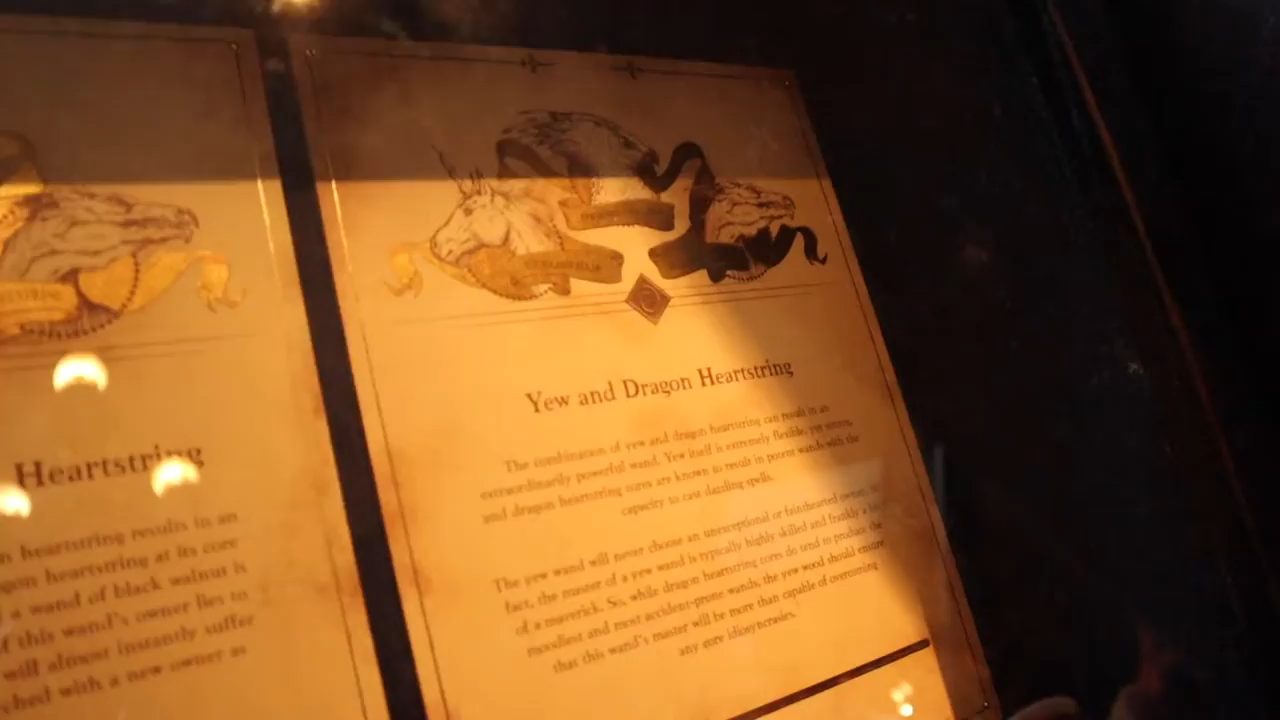 Heartstring
n heartstring results in an
gon heartstring at its core
a wand of black walnut is
f this wand's owner lies to
will almost instantly suffer
ched with a new owner as
Yew and Dragon Heartstring
The combination of yew and dragon heartstring can result in an
extraordinarily powerful wand. Yew itself is extremely flexible, yet
and dragon heartstring cores are known to result in potent wands with the
capacity to cast dazzling spells.
The yew wand will never choose an unexceptional or fainthearted owner.
fact, the master of a yew wand is typically highly skilled and frankly a bit
of a maverick. So, while dragon heartstring cores do tend to produce the
moodiest and most accident-prone wands, the yew wood should ensure
that this wand's master will be more than capable of overcoming
any core idiosyncrasies.